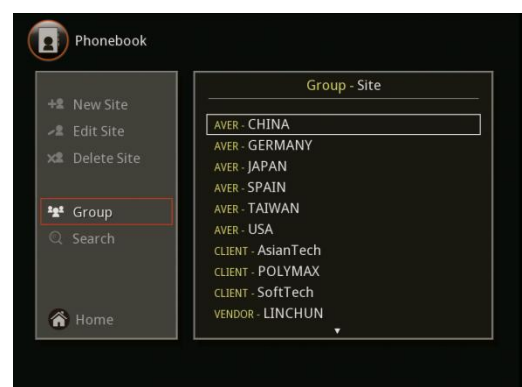 Phonebook
New Site
Edit Site
Delete Site
Group
Search
Home
Group - Site
AVER - CHINA
AVER - GERMANY
AVER - JAPAN
AVER - SPAIN
AVER - TAIWAN
AVER - USA
CLIENT - AsianTech
CLIENT - POLYMAX
CLIENT - SoftTech
VENDOR - LINCHUN